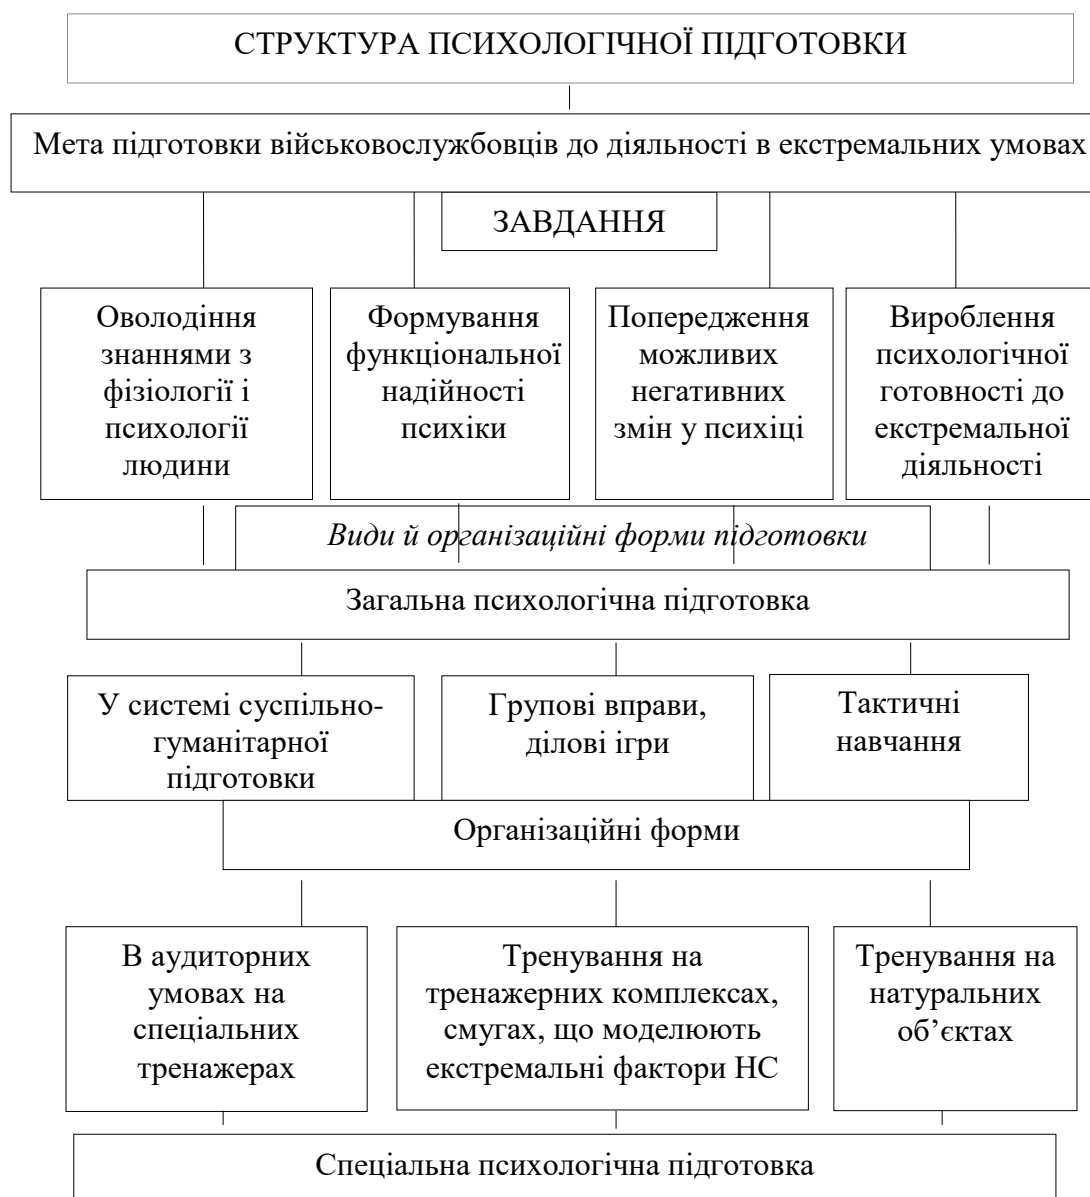 СТРУКТУРА ПСИХОЛОГІЧНОЇ ПІДГОТОВКИ
Мета підготовки військовослужбовців до діяльності в екстремальних умовах
ЗАВДАННЯ
Оволодіння
знаннями з
фізіології і
психології
людини
Формування
функціональної
надійності
психіки
Попередження
можливих
негативних
змін у психіці
Вироблення
психологічної
готовності до
екстремальної
діяльності
Види й організаційні форми підготовки
Загальна психологічна підготовка
У системі суспільно-
гуманітарної
підготовки
Групові вправи,
ділові ігри
Тактичні
навчання
Організаційні форми
В аудиторних
умовах на
спеціальних
тренажерах
Тренування на
тренажерних комплексах,
смугах, що моделюють
екстремальні фактори НС
Тренування на
натуральних
об’єктах
Спеціальна психологічна підготовка